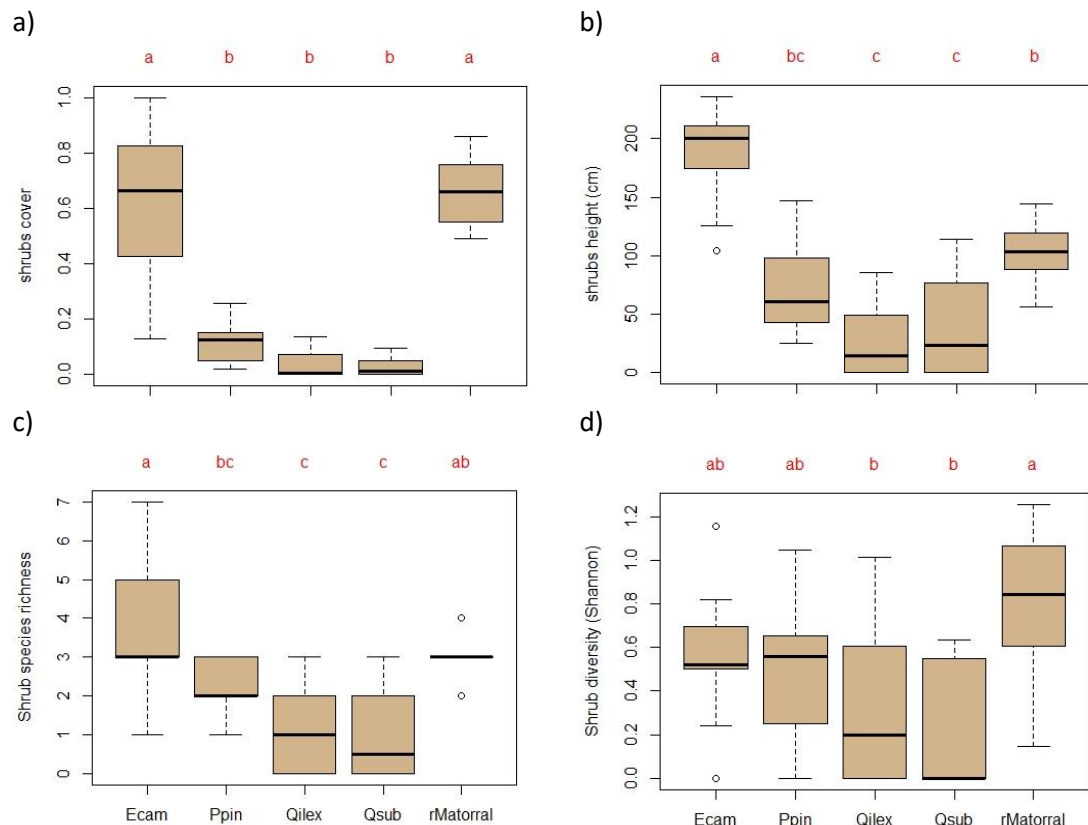 a)
a b b b a
shrubs cover
1.0
0.8
0.6
0.4
0.2
0.0
b)
a bc c c b
shrubs height (cm)
200
150
100
50
0
c)
a bc c c ab
Shrub species richness
7
6
5
4
3
2
1
0
Ecam Ppin Qilex Qsub rMatorral
d)
ab ab b b a
Shrub diversity (Shannon)
1.2
1.0
0.8
0.6
0.4
0.2
0.0
Ecam Ppin Qilex Qsub rMatorral